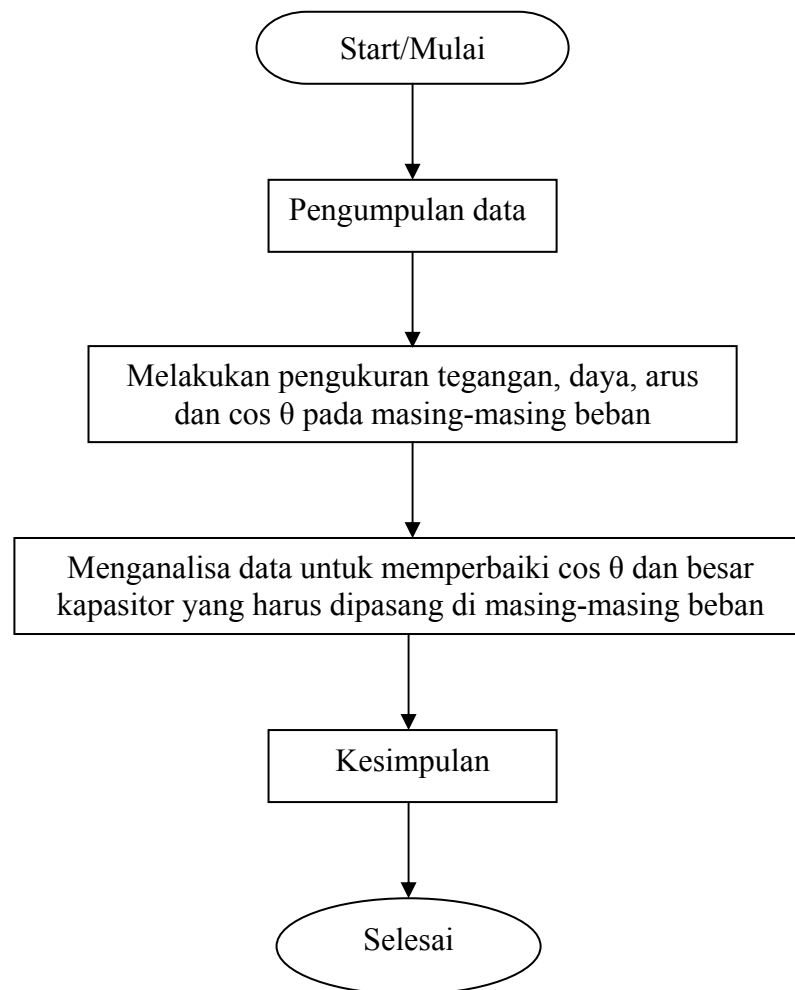 Start/Mulai
Pengumpulan data
Melakukan pengukuran tegangan, daya, arus
dan cos θ pada masing-masing beban
Menganalisa data untuk memperbaiki cos θ dan besar
kapasitor yang harus dipasang di masing-masing beban
Kesimpulan
Selesai